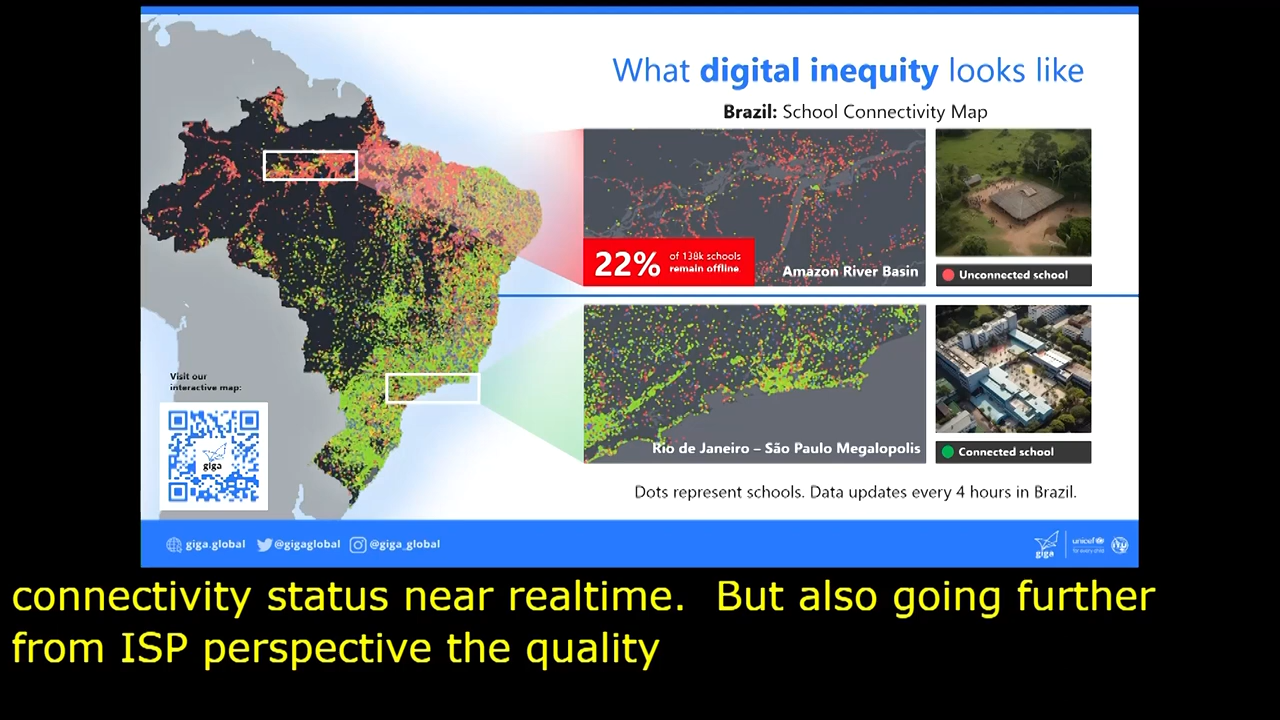 What digital inequity looks like
Brazil: School Connectivity Map
22%
of 138k schools
remain offline.
Amazon River Basin
Unconnected school
Rio de Janeiro – São Paulo Megalopolis
Connected school
Visit our
interactive map:
giga
Dots represent schools. Data updates every 4 hours in Brazil.
giga.global
@gigaglobal
@giga_global
giga
unicef
for every child
connectivity status near realtime.  But also going further
from ISP perspective the quality